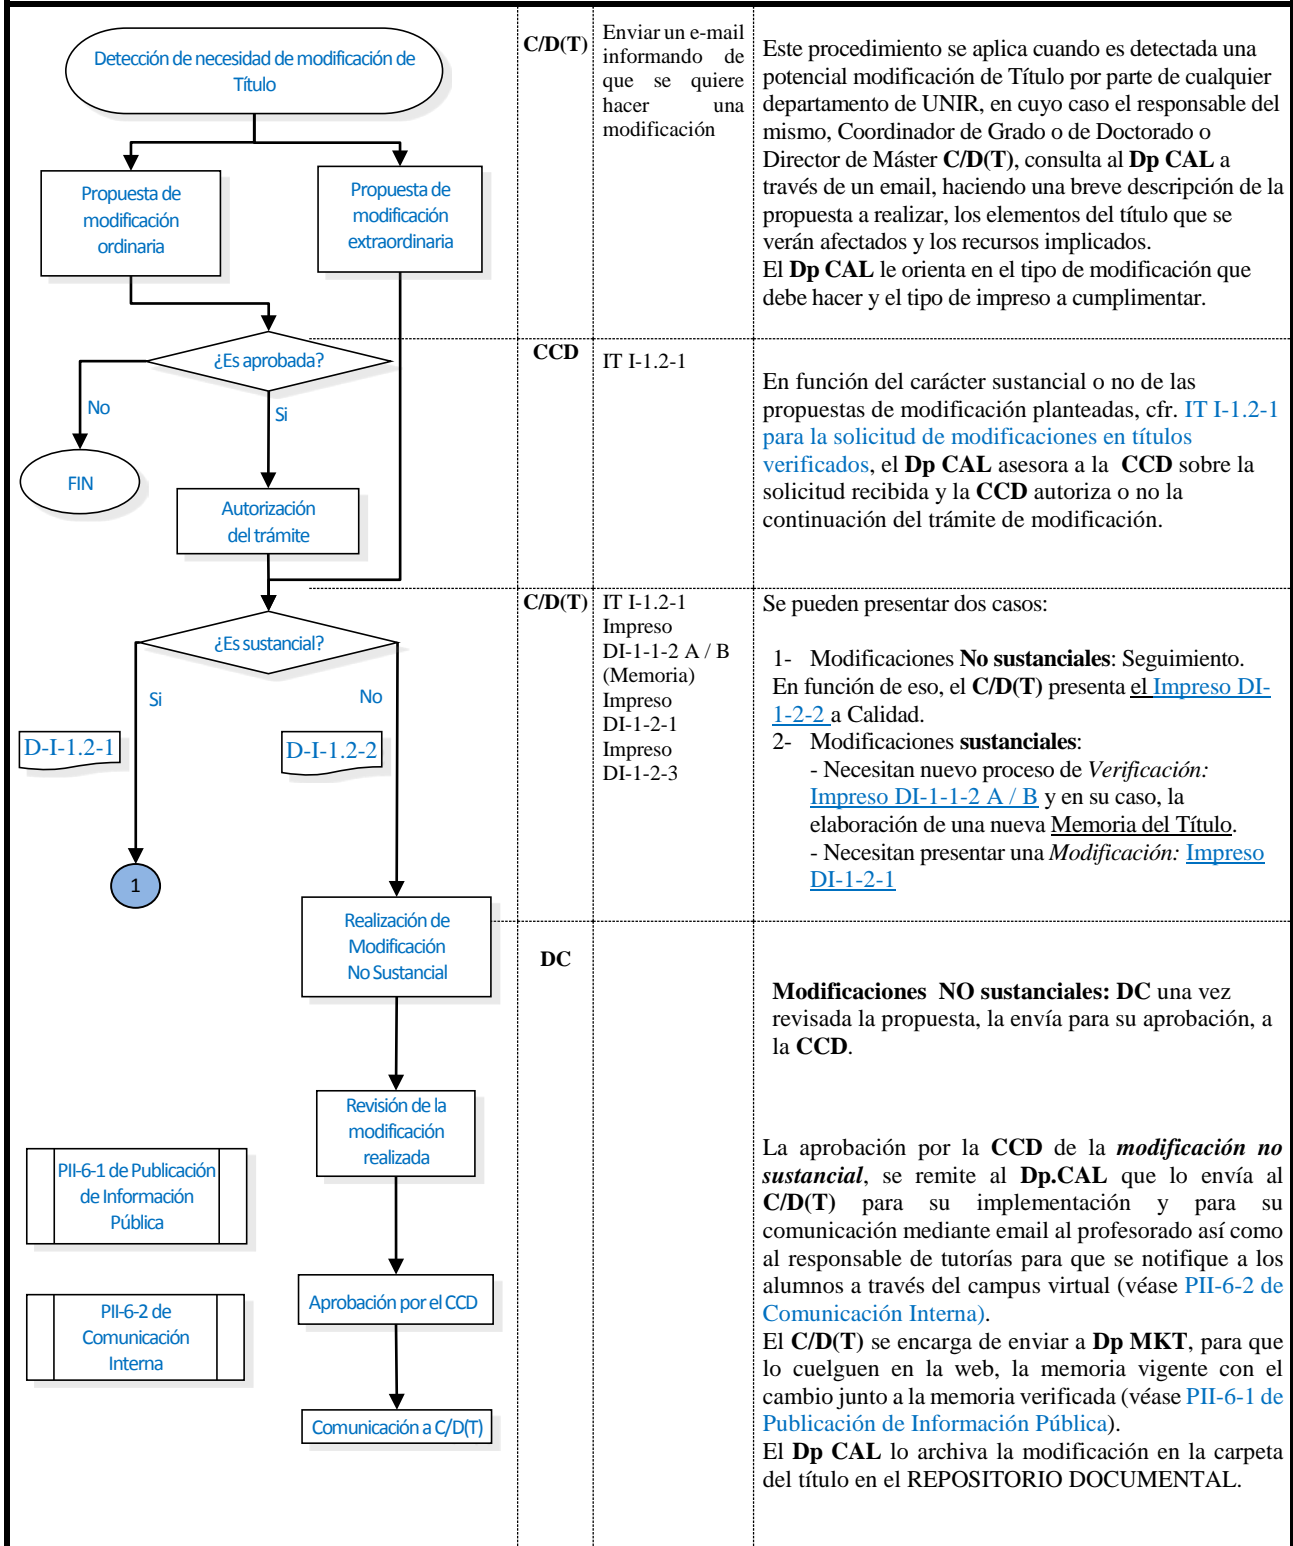 Detección de necesidad de modificación de
Título
Propuesta de
modificación
ordinaria
Propuesta de
modificación
extraordinaria
¿Es aprobada?
No
Si
FIN
Autorización
del trámite
¿Es sustancial?
Si
No
D-I-1.2-1
D-I-1.2-2
1
Realización de
Modificación
No Sustancial
Revisión de la
modificación
realizada
PII-6-1 de Publicación
de Información
Pública
Aprobación por el CCD
PII-6-2 de
Comunicación
Interna
Comunicación a C/D(T)
C/D(T)
Enviar un e-mail
informando de
que se quiere
hacer una
modificación
Este procedimiento se aplica cuando es detectada una
potencial modificación de Título por parte de cualquier
departamento de UNIR, en cuyo caso el responsable del
mismo, Coordinador de Grado o de Doctorado o
Director de Máster C/D(T), consulta al Dp CAL a
través de un email, haciendo una breve descripción de la
propuesta a realizar, los elementos del título que se
verán afectados y los recursos implicados.
El Dp CAL le orienta en el tipo de modificación que
debe hacer y el tipo de impreso a cumplimentar.
CCD
IT I-1.2-1
En función del carácter sustancial o no de las
propuestas de modificación planteadas, cfr. IT I-1.2-1
para la solicitud de modificaciones en títulos
verificados, el Dp CAL asesora a la CCD sobre la
solicitud recibida y la CCD autoriza o no la
continuación del trámite de modificación.
C/D(T)
IT I-1.2-1
Impreso
DI-1-1-2 A / B
(Memoria)
Impreso
DI-1-2-1
Impreso
DI-1-2-3
Se pueden presentar dos casos:
1- Modificaciones No sustanciales: Seguimiento.
En función de eso, el C/D(T) presenta el Impreso DI-
1-2-2 a Calidad.
2- Modificaciones sustanciales:
- Necesitan nuevo proceso de Verificación:
Impreso DI-1-1-2 A / B y en su caso, la
elaboración de una nueva Memoria del Título.
- Necesitan presentar una Modificación: Impreso
DI-1-2-1
DC
Modificaciones NO sustanciales: DC una vez
revisada la propuesta, la envía para su aprobación, a
la CCD.
La aprobación por la CCD de la modificación no
sustancial, se remite al Dp.CAL que lo envía al
C/D(T) para su implementación y para su
comunicación mediante email al profesorado así como
al responsable de tutorías para que se notifique a los
alumnos a través del campus virtual (véase PII-6-2 de
Comunicación Interna).
El C/D(T) se encarga de enviar a Dp MKT, para que
lo cuelguen en la web, la memoria vigente con el
cambio junto a la memoria verificada (véase PII-6-1 de
Publicación de Información Pública).
El Dp CAL lo archiva la modificación en la carpeta
del título en el REPOSITORIO DOCUMENTAL.